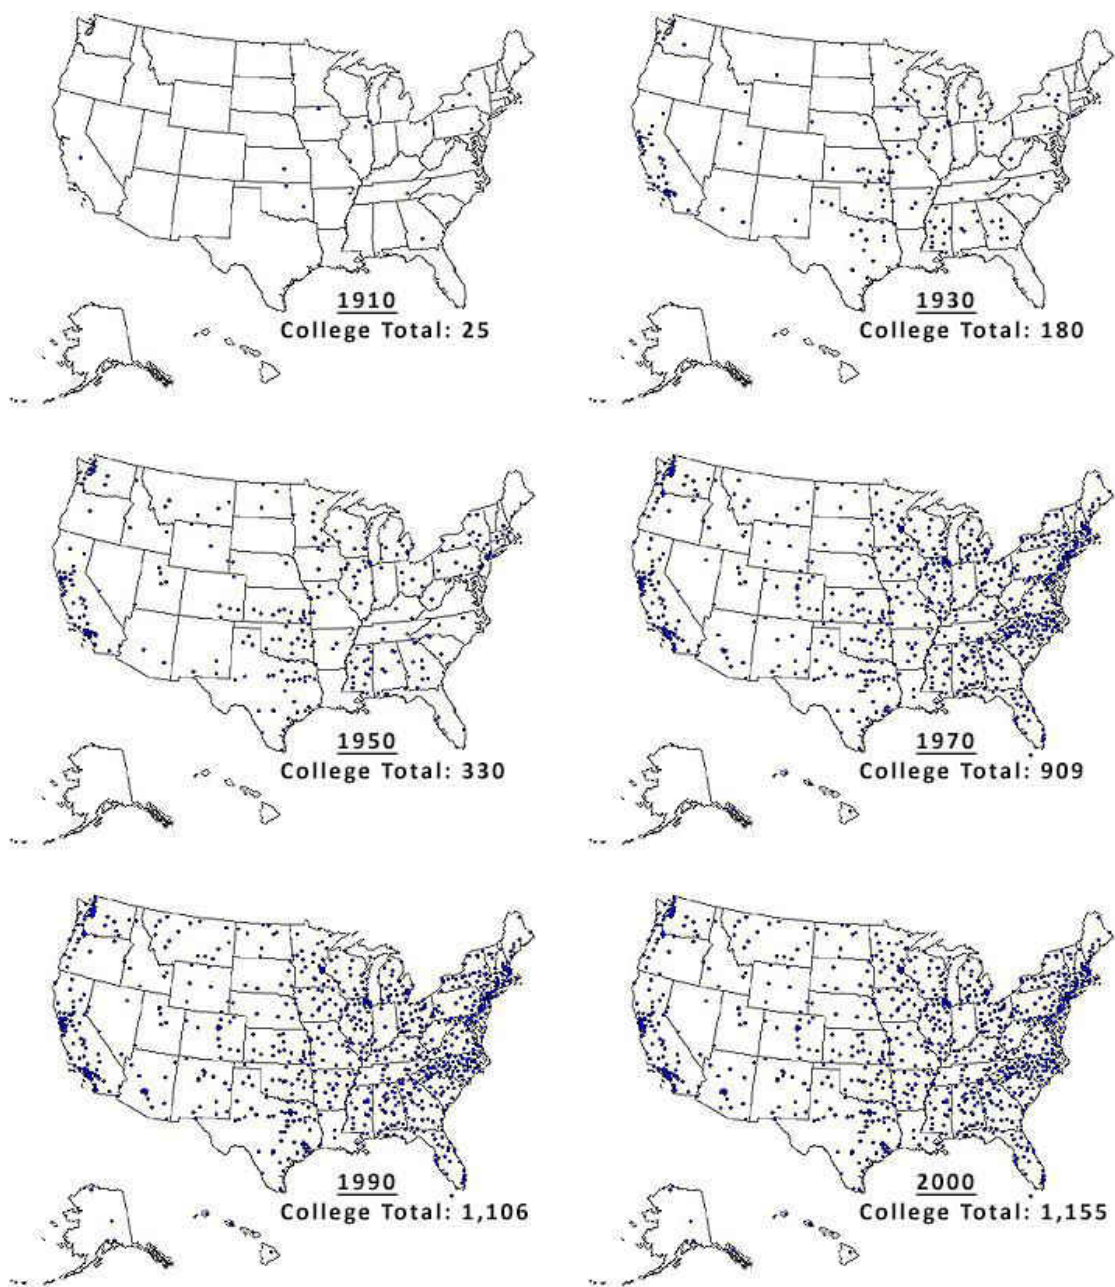 1910
College Total: 25
1930
College Total: 180
1950
College Total: 330
1970
College Total: 909
1990
College Total: 1,106
2000
College Total: 1,155